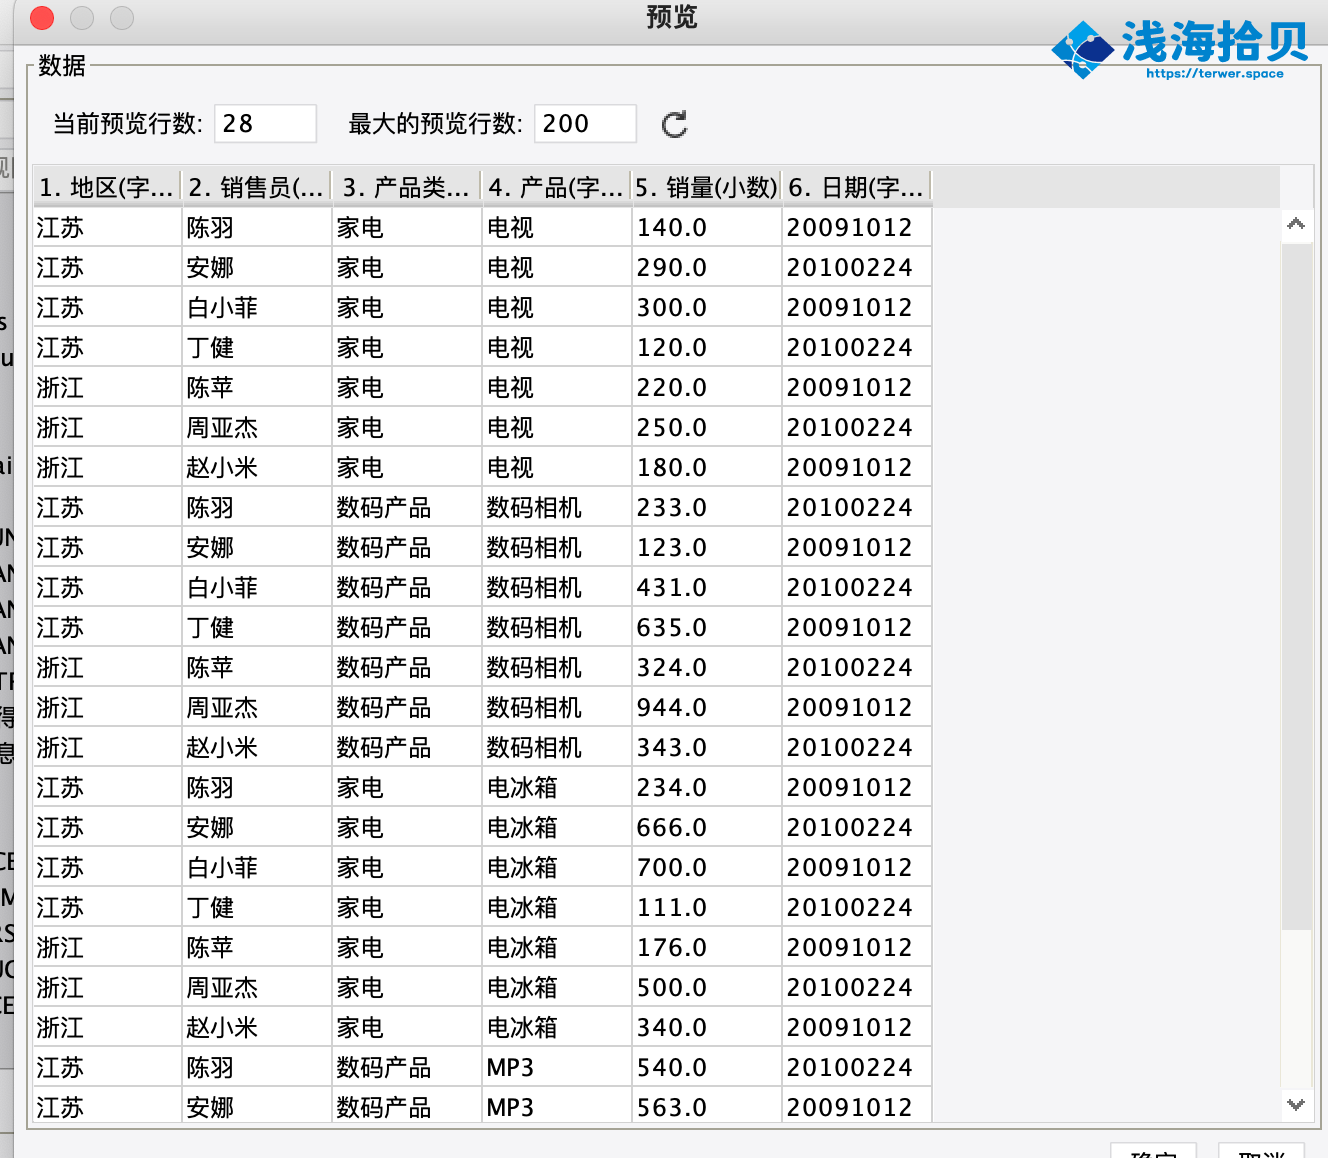 预览
浅海拾贝
https://terwer.space
数据
当前预览行数: 28 最大的预览行数: 200
1. 地区(字... 2. 销售员(... 3. 产品类... 4. 产品(字... 5. 销量(小数) 6. 日期(字...
江苏 陈羽 家电 电视 140.0 20091012
江苏 安娜 家电 电视 290.0 20100224
江苏 白小菲 家电 电视 300.0 20091012
江苏 丁健 家电 电视 120.0 20100224
浙江 陈苹 家电 电视 220.0 20091012
浙江 周亚杰 家电 电视 250.0 20100224
浙江 赵小米 家电 电视 180.0 20091012
江苏 陈羽 数码产品 数码相机 233.0 20100224
江苏 安娜 数码产品 数码相机 123.0 20091012
江苏 白小菲 数码产品 数码相机 431.0 20100224
江苏 丁健 数码产品 数码相机 635.0 20091012
浙江 陈苹 数码产品 数码相机 324.0 20100224
浙江 周亚杰 数码产品 数码相机 944.0 20091012
浙江 赵小米 数码产品 数码相机 343.0 20100224
江苏 陈羽 家电 电冰箱 234.0 20091012
江苏 安娜 家电 电冰箱 666.0 20100224
江苏 白小菲 家电 电冰箱 700.0 20091012
江苏 丁健 家电 电冰箱 111.0 20100224
浙江 陈苹 家电 电冰箱 176.0 20091012
浙江 周亚杰 家电 电冰箱 500.0 20100224
浙江 赵小米 家电 电冰箱 340.0 20091012
江苏 陈羽 数码产品 MP3 540.0 20100224
江苏 安娜 数码产品 MP3 563.0 20091012